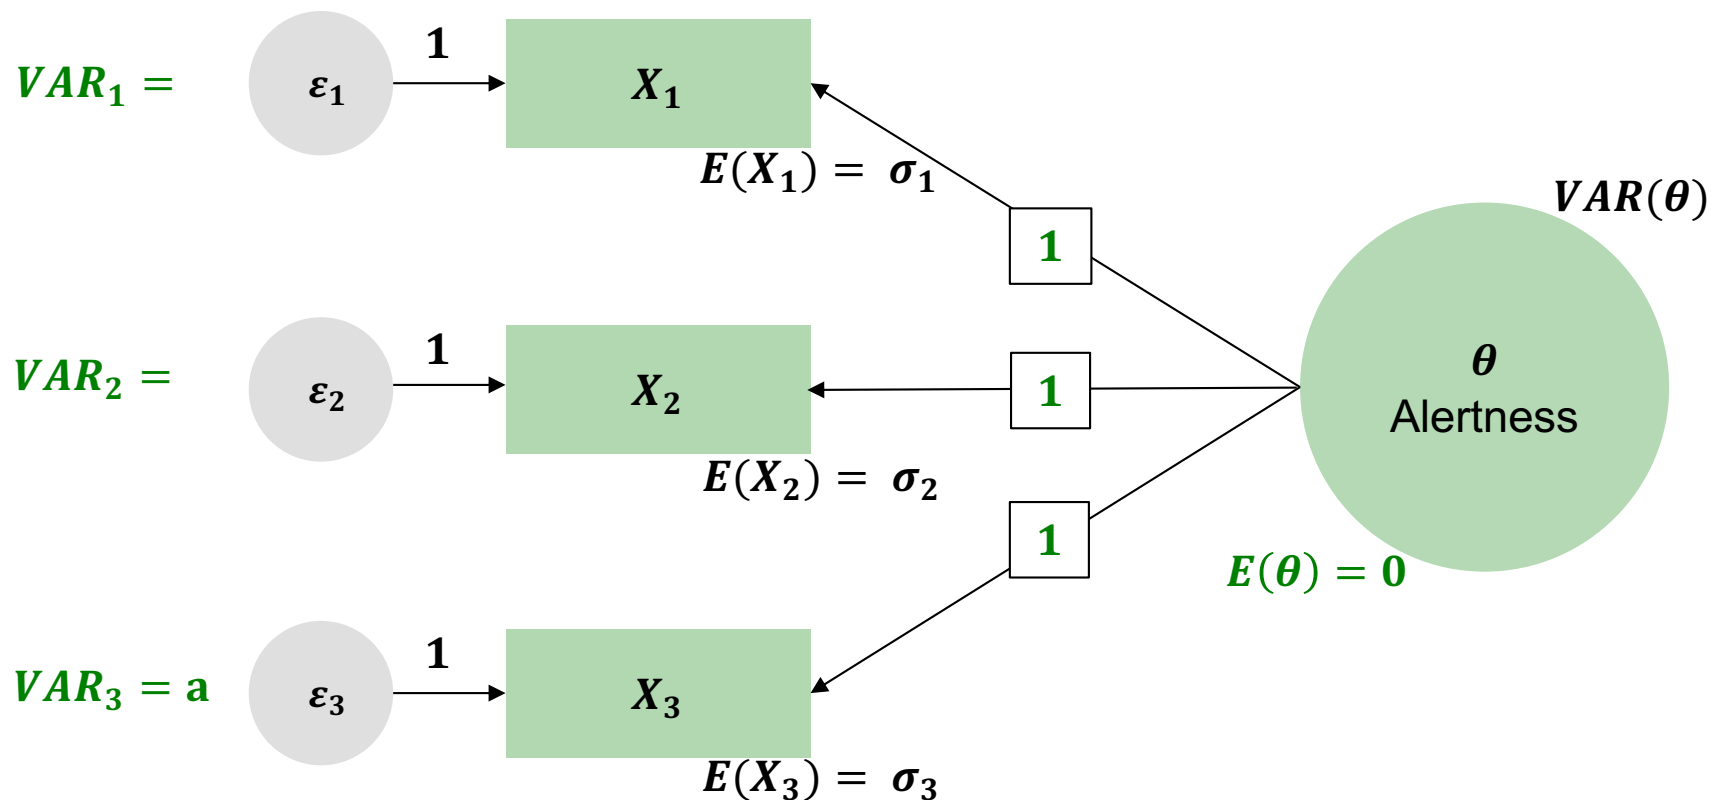 VAR₁ =
ε₁
1
X₁
E(X₁) = σ₁
1
VAR(θ)
VAR₂ =
ε₂
1
X₂
E(X₂) = σ₂
1
θ
Alertness
1
E(θ) = 0
VAR₃ = a
ε₃
1
X₃
E(X₃) = σ₃